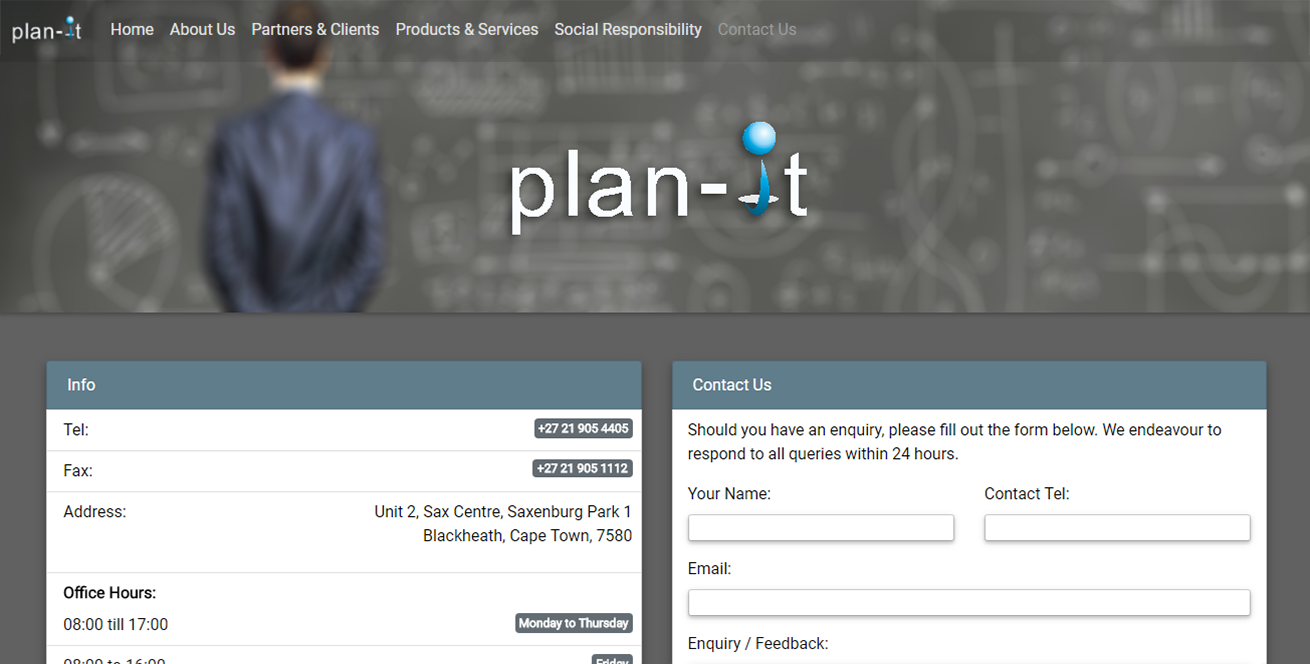 plan-it
Home About Us Partners & Clients Products & Services Social Responsibility Contact Us
plan-it
Info
Tel: +27 21 905 4405
Fax: +27 21 905 1112
Address: Unit 2, Sax Centre, Saxenburg Park 1
Blackheath, Cape Town, 7580
Office Hours:
08:00 till 17:00 Monday to Thursday
08:00 to 16:00 Friday
Contact Us
Should you have an enquiry, please fill out the form below. We endeavour to
respond to all queries within 24 hours.
Your Name: Contact Tel:
Email:
Enquiry / Feedback: